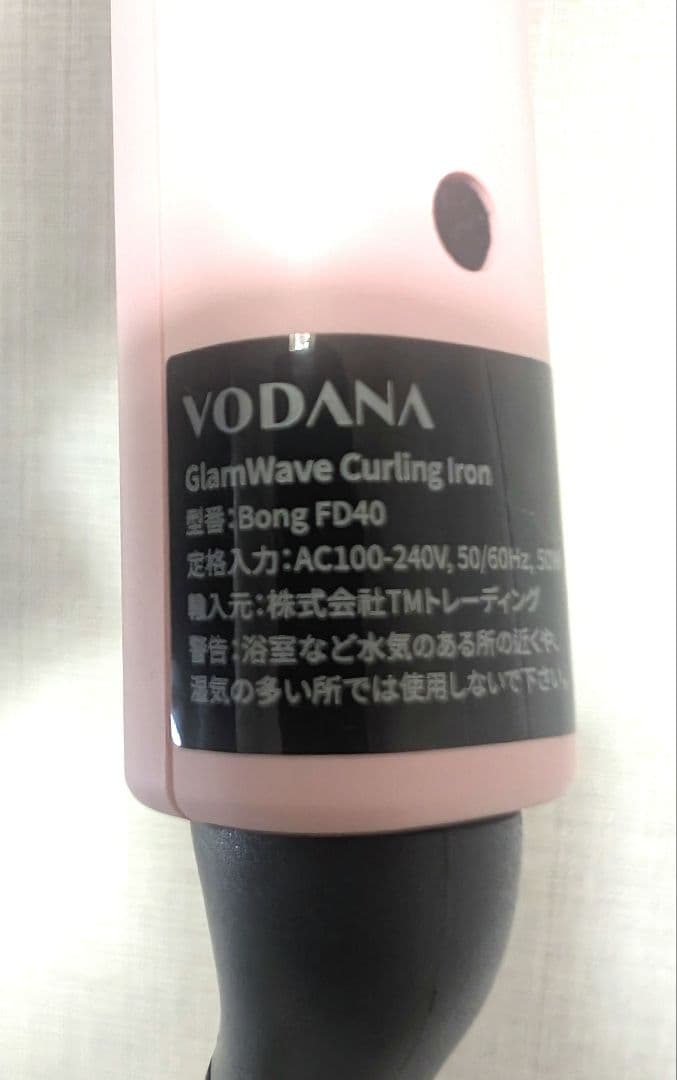 VODANA
GlamWave Curling Iron
型番：Bong FD40
定格入力：AC100-240V, 50/60Hz, 50W
輸入元：株式会社TMトレーディング
警告：浴室など水気のある所の近くや、
湿気の多い所では使用しないで下さい。